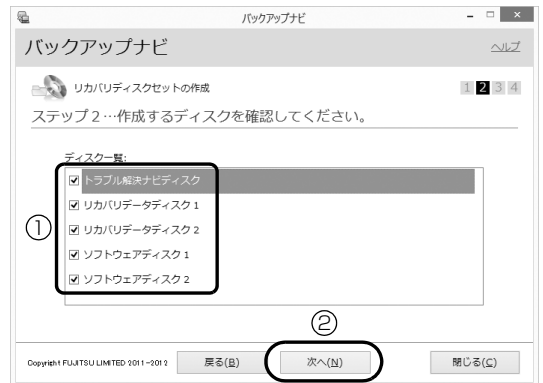 バックアップナビ
バックアップナビ
ヘルプ
リカバリディスクセットの作成
1 2 3 4
ステップ2…作成するディスクを確認してください。
ディスク一覧:
トラブル解決ナビディスク
リカバリデータディスク1
リカバリデータディスク2
ソフトウェアディスク1
ソフトウェアディスク2
①
②
Copyright FUJITSU LIMITED 2011-2012
戻る(B)
次へ(N)
閉じる(C)